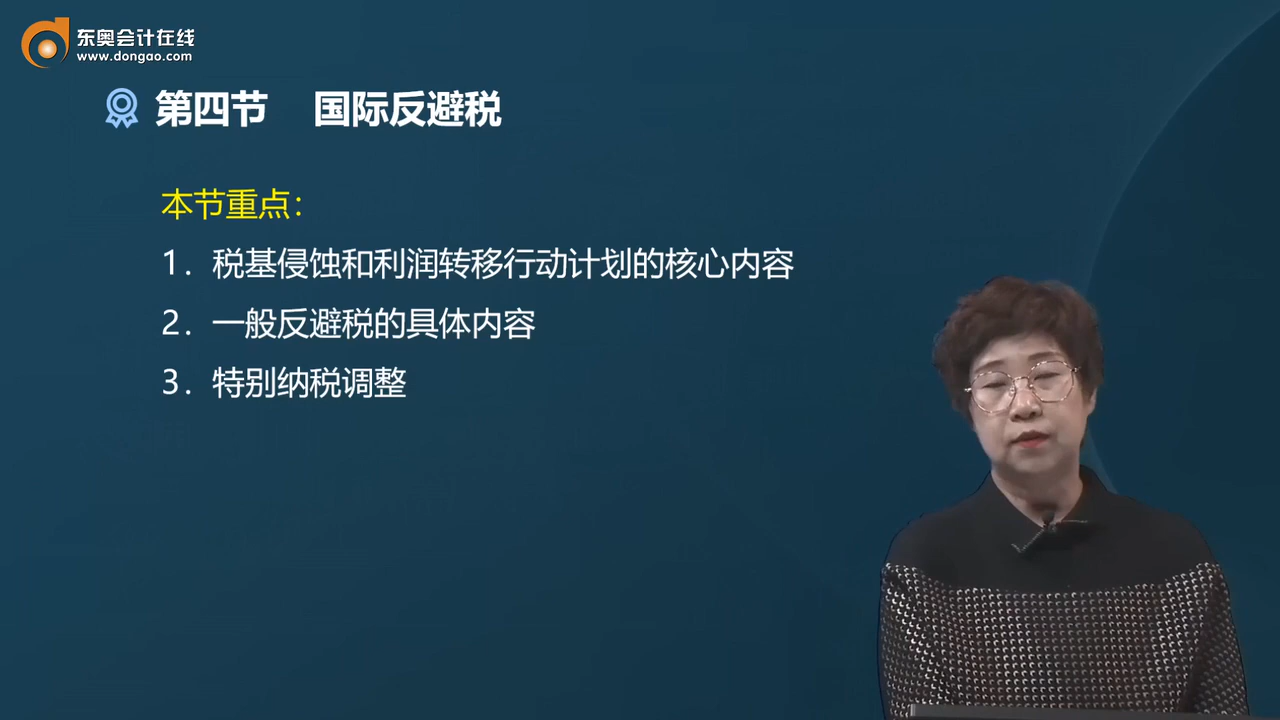 东奥会计在线
www.dongao.com
第四节 国际反避税
本节重点：
1. 税基侵蚀和利润转移行动计划的核心内容
2. 一般反避税的具体内容
3. 特别纳税调整